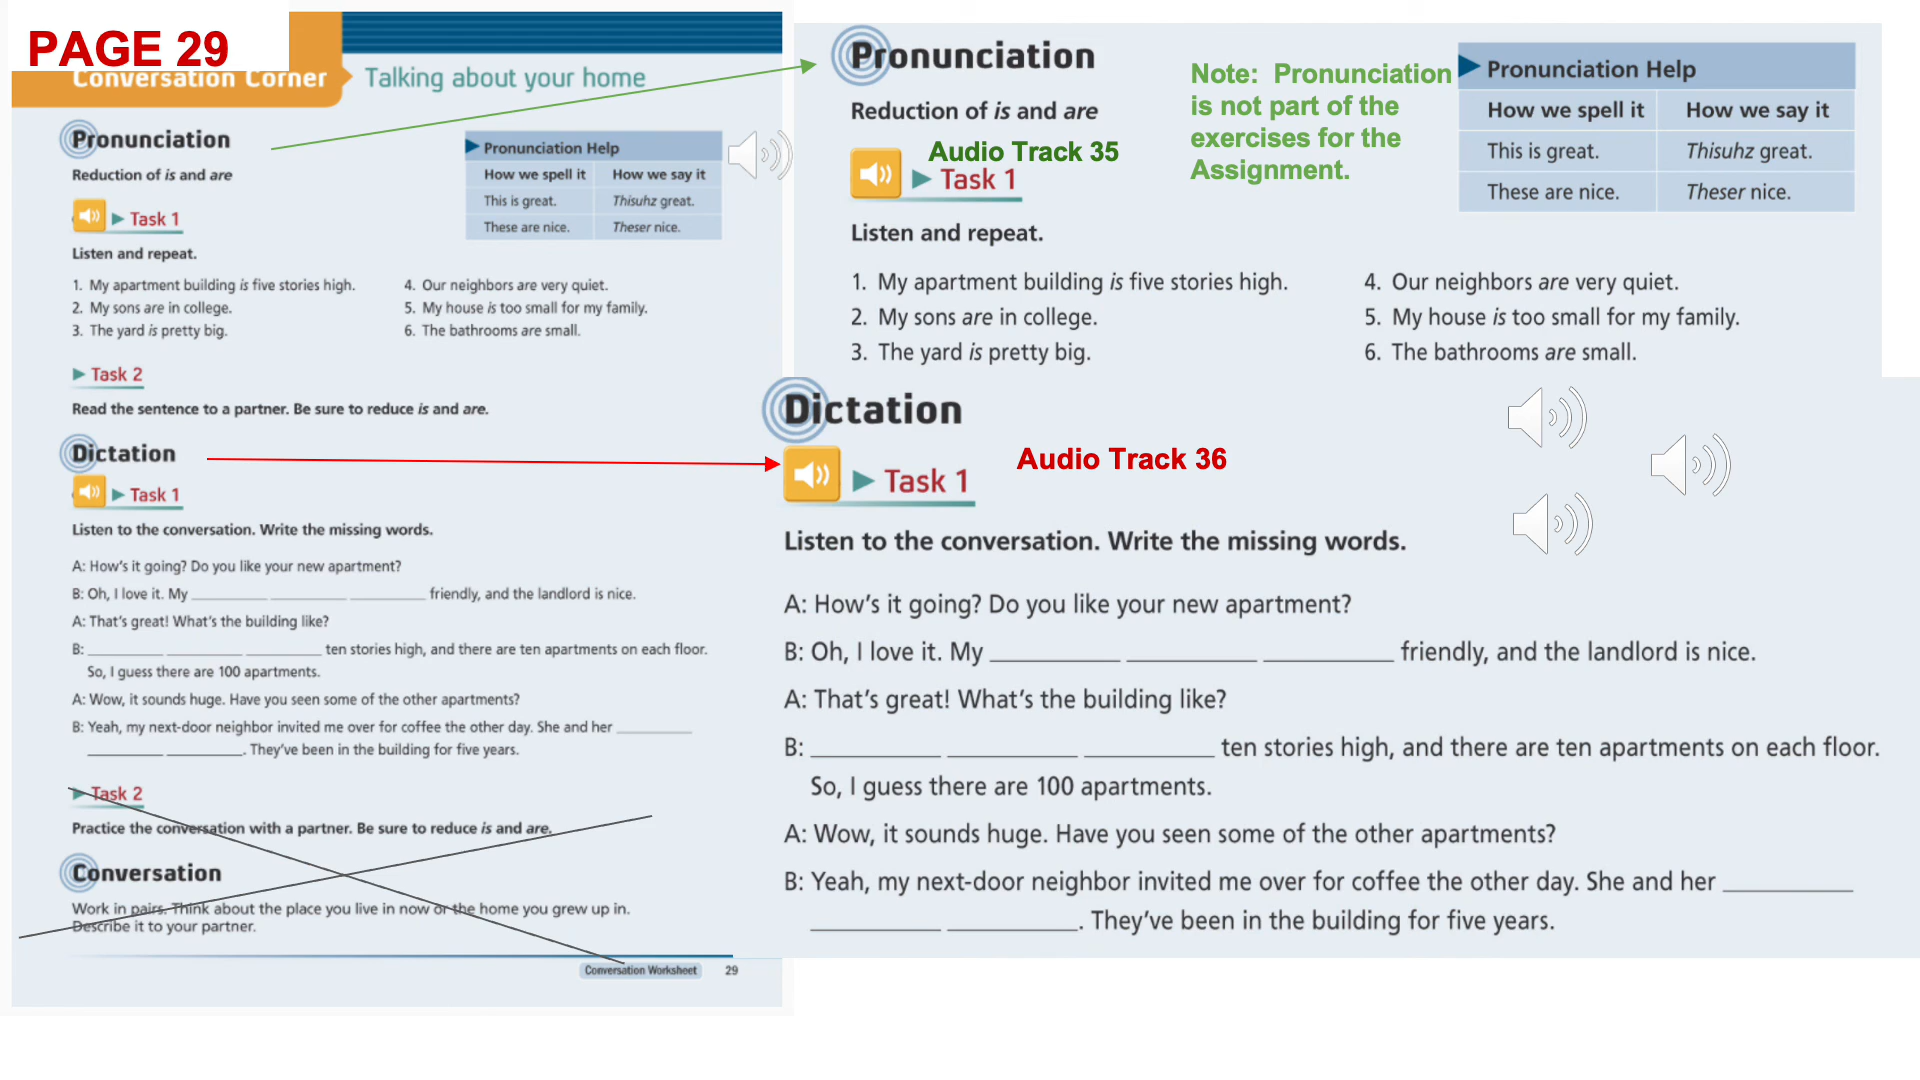 PAGE 29
Conversation Corner
Talking about your home
Pronunciation
Reduction of is and are
Task 1
Listen and repeat.
Pronunciation Help
How we spell it How we say it
This is great. Thisuhz great.
These are nice. Theser nice.
1. My apartment building is five stories high.
2. My sons are in college.
3. The yard is pretty big.
4. Our neighbors are very quiet.
5. My house is too small for my family.
6. The bathrooms are small.
Task 2
Read the sentence to a partner. Be sure to reduce is and are.
Dictation
Task 1
Listen to the conversation. Write the missing words.
A: How's it going? Do you like your new apartment?
B: Oh, I love it. My ___ ___ ___ friendly, and the landlord is nice.
A: That's great! What's the building like?
B: ___ ___ ___ ten stories high, and there are ten apartments on each floor.
So, I guess there are 100 apartments.
A: Wow, it sounds huge. Have you seen some of the other apartments?
B: Yeah, my next-door neighbor invited me over for coffee the other day. She and her ___
___ ___. They've been in the building for five years.
Task 2
Practice the conversation with a partner. Be sure to reduce is and are.
Conversation
Work in pairs. Think about the place you live in now or the home you grew up in.
Describe it to your partner.
Conversation Worksheet 29
Pronunciation
Reduction of is and are
Audio Track 35
Task 1
Listen and repeat.
Note: Pronunciation
is not part of the
exercises for the
Assignment.
Pronunciation Help
How we spell it How we say it
This is great. Thisuhz great.
These are nice. Theser nice.
1. My apartment building is five stories high.
2. My sons are in college.
3. The yard is pretty big.
4. Our neighbors are very quiet.
5. My house is too small for my family.
6. The bathrooms are small.
Dictation
Audio Track 36
Task 1
Listen to the conversation. Write the missing words.
A: How's it going? Do you like your new apartment?
B: Oh, I love it. My ___ ___ ___ friendly, and the landlord is nice.
A: That's great! What's the building like?
B: ___ ___ ___ ten stories high, and there are ten apartments on each floor.
So, I guess there are 100 apartments.
A: Wow, it sounds huge. Have you seen some of the other apartments?
B: Yeah, my next-door neighbor invited me over for coffee the other day. She and her ___
___ ___. They've been in the building for five years.